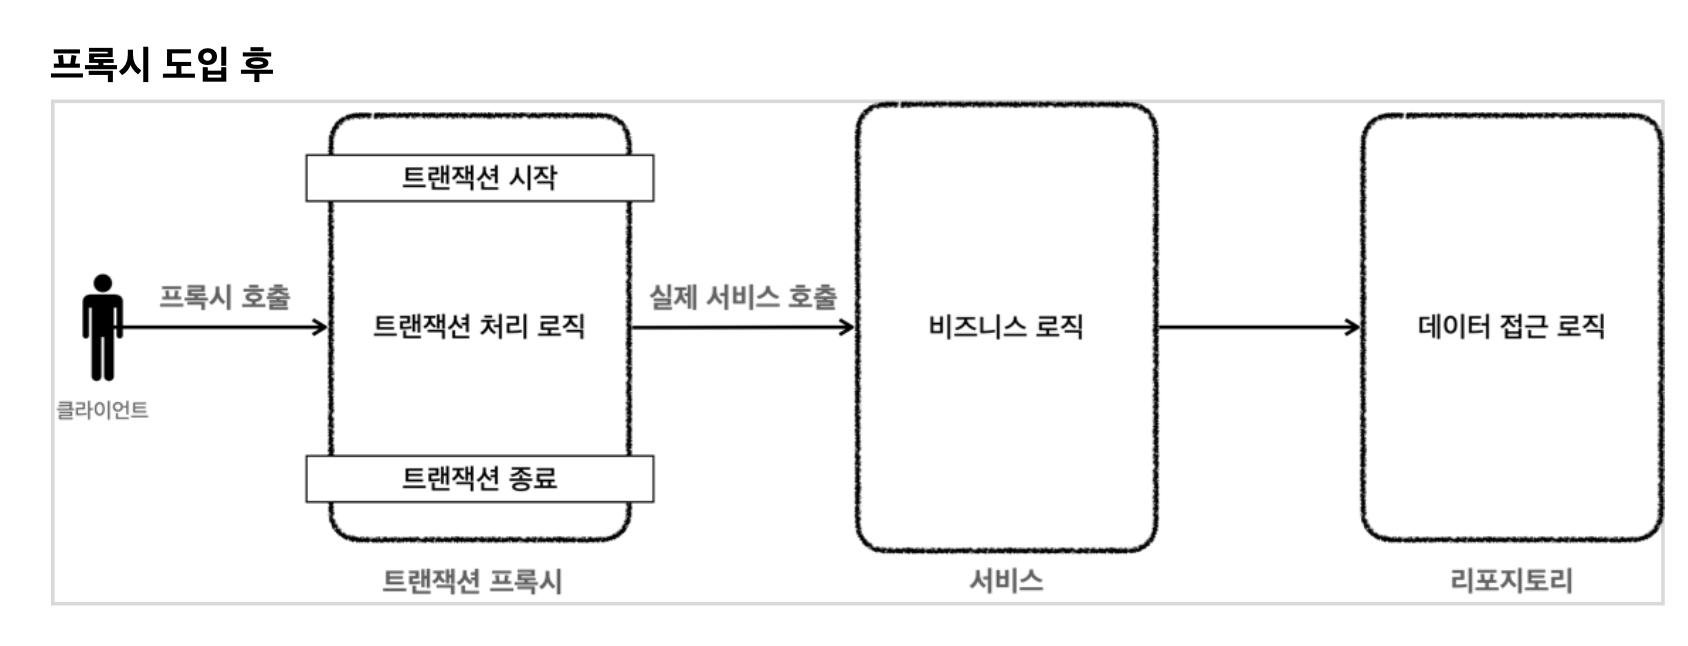 프록시 도입 후
트랜잭션 시작
프록시 호출
트랜잭션 처리 로직
실제 서비스 호출
비즈니스 로직
데이터 접근 로직
클라이언트
트랜잭션 종료
트랜잭션 프록시
서비스
리포지토리